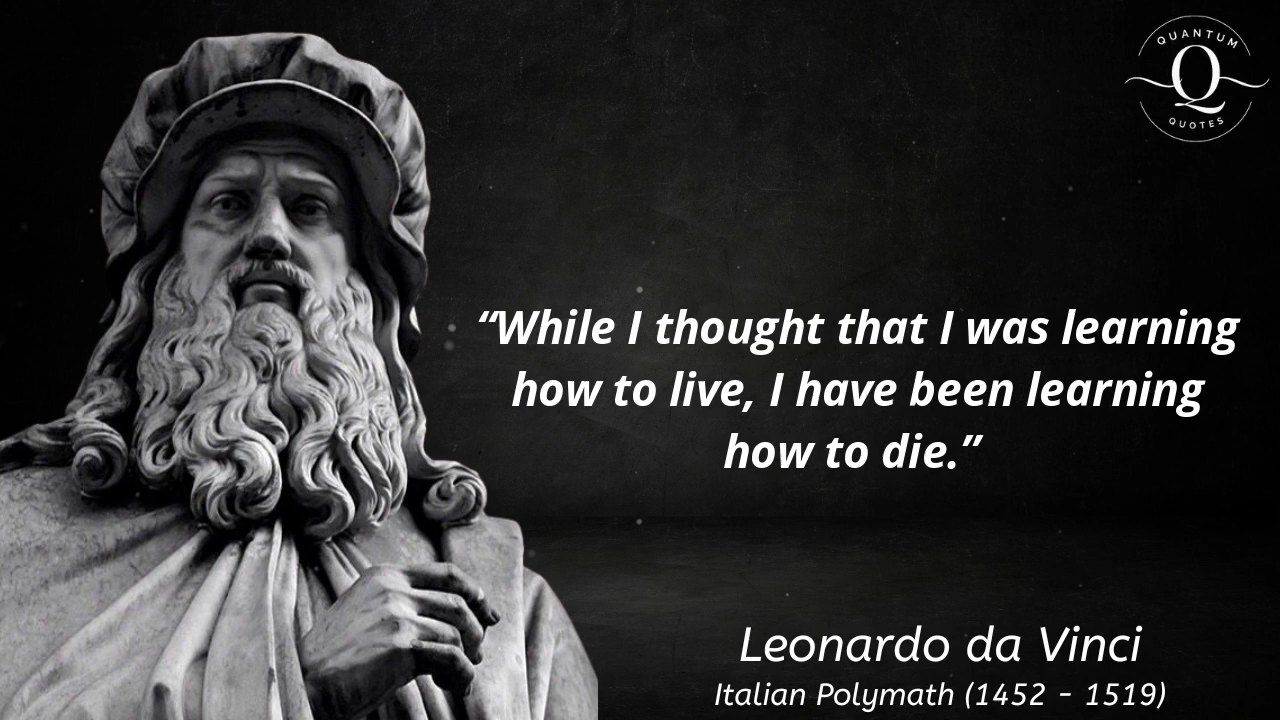 QUANTUM
Q
QUOTES
“While I thought that I was learning
how to live, I have been learning
how to die.”
Leonardo da Vinci
Italian Polymath (1452 - 1519)